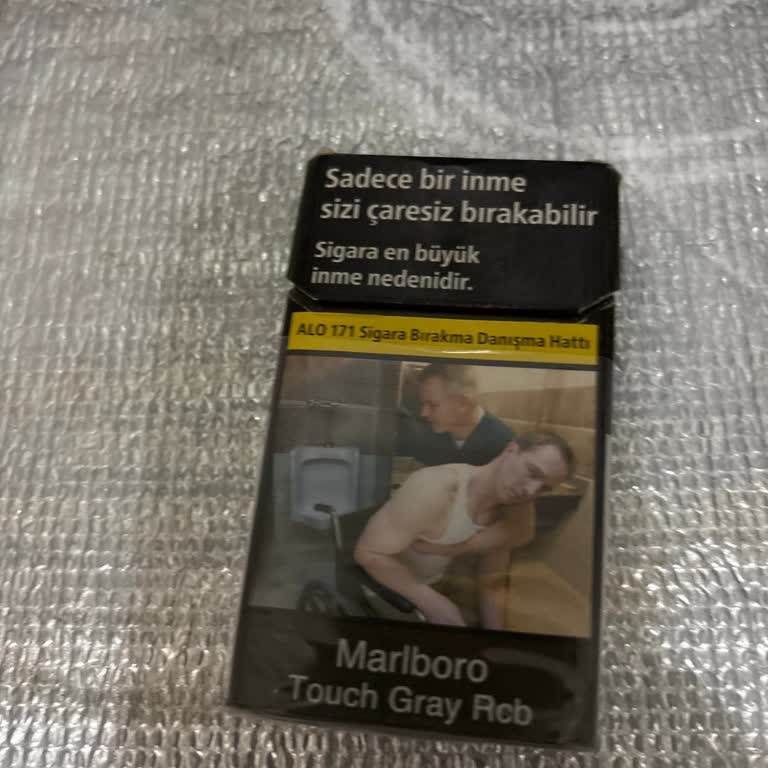 Sadece bir inme
sizi çaresiz bırakabilir
Sigara en büyük
inme nedenidir.
ALO 171 Sigara Bırakma Danışma Hattı
Marlboro
Touch Gray Rcb